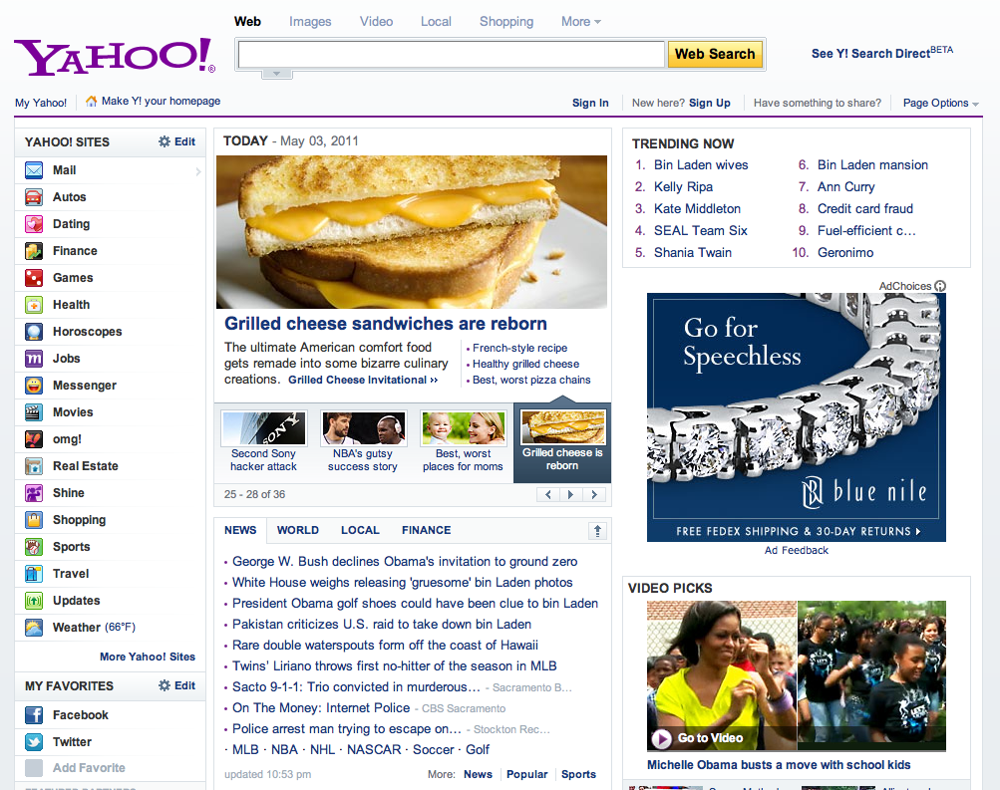 Web Images Video Local Shopping More
YAHOO!®
Web Search
See Y! Search Direct BETA
My Yahoo! Make Y! your homepage
Sign In New here? Sign Up Have something to share? Page Options
YAHOO! SITES Edit
Mail
Autos
Dating
Finance
Games
Health
Horoscopes
Jobs
Messenger
Movies
omg!
Real Estate
Shine
Shopping
Sports
Travel
Updates
Weather (66°F)
More Yahoo! Sites
MY FAVORITES Edit
Facebook
Twitter
Add Favorite
TODAY - May 03, 2011
Grilled cheese sandwiches are reborn
The ultimate American comfort food
gets remade into some bizarre culinary
creations. Grilled Cheese Invitational ››
• French-style recipe
• Healthy grilled cheese
• Best, worst pizza chains
SONY
Second Sony
hacker attack
NBA's gutsy
success story
Best, worst
places for moms
Grilled cheese is
reborn
25 - 28 of 36
NEWS WORLD LOCAL FINANCE
• George W. Bush declines Obama's invitation to ground zero
• White House weighs releasing 'gruesome' bin Laden photos
• President Obama golf shoes could have been clue to bin Laden
• Pakistan criticizes U.S. raid to take down bin Laden
• Rare double waterspouts form off the coast of Hawaii
• Twins' Liriano throws first no-hitter of the season in MLB
• Sacto 9-1-1: Trio convicted in murderous... - Sacramento B...
• On The Money: Internet Police - CBS Sacramento
• Police arrest man trying to escape on... - Stockton Rec...
· MLB · NBA · NHL · NASCAR · Soccer · Golf
updated 10:53 pm More: News Popular Sports
TRENDING NOW
1. Bin Laden wives
2. Kelly Ripa
3. Kate Middleton
4. SEAL Team Six
5. Shania Twain
6. Bin Laden mansion
7. Ann Curry
8. Credit card fraud
9. Fuel-efficient c...
10. Geronimo
AdChoices
Go for
Speechless
blue nile
FREE FEDEX SHIPPING & 30-DAY RETURNS
Ad Feedback
VIDEO PICKS
Go to Video
Michelle Obama busts a move with school kids